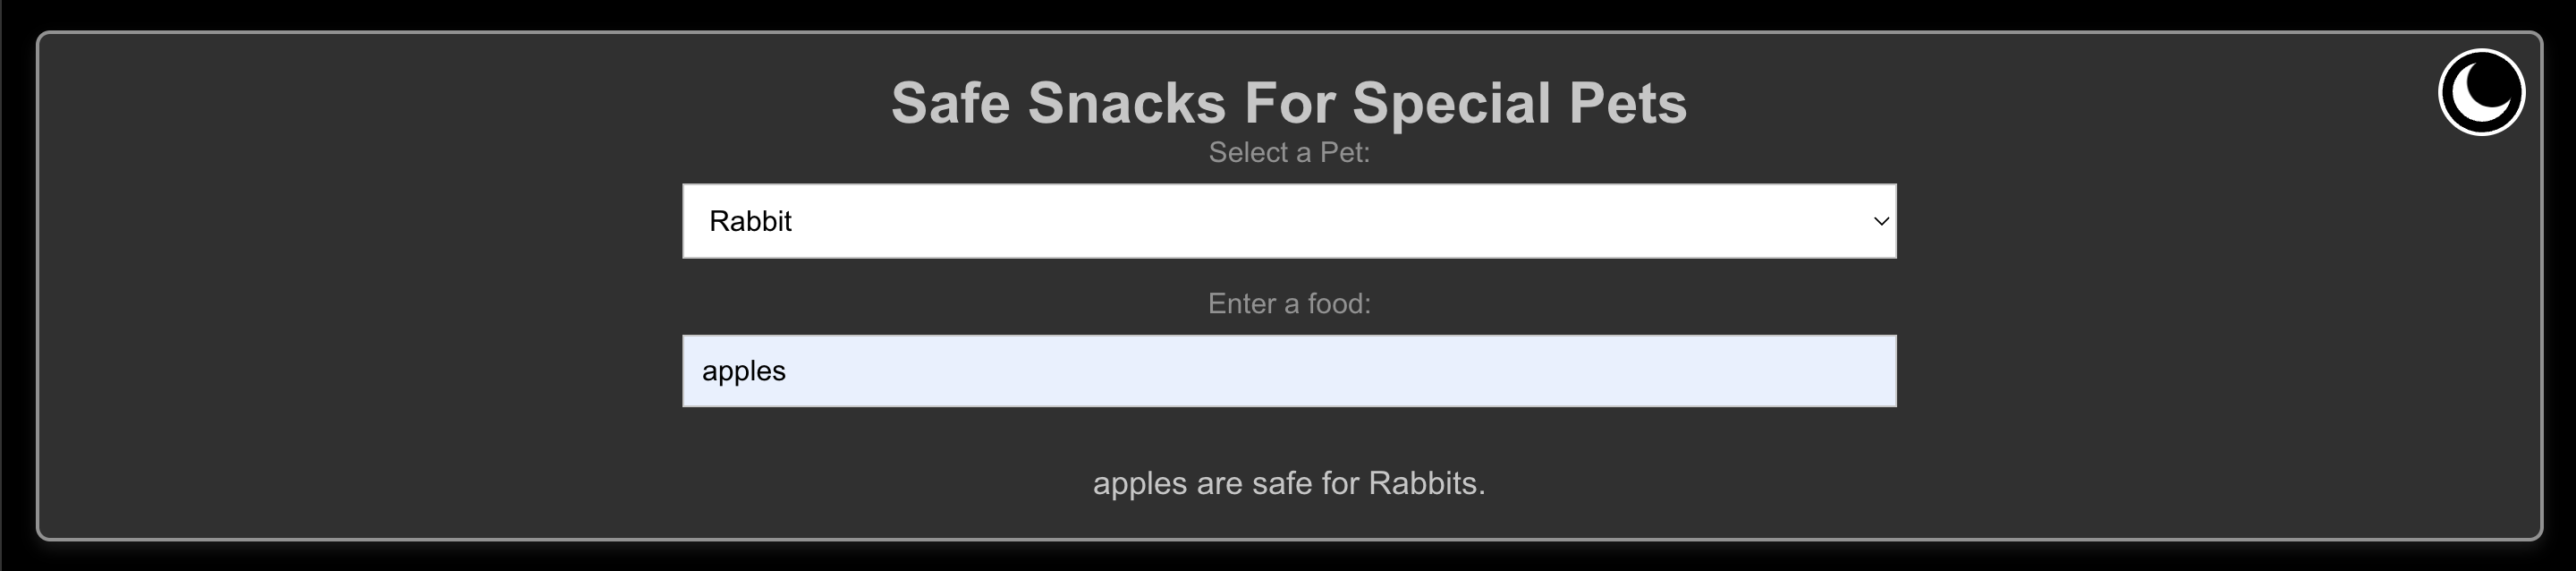 Safe Snacks For Special Pets
Select a Pet:
Rabbit
Enter a food:
apples
apples are safe for Rabbits.